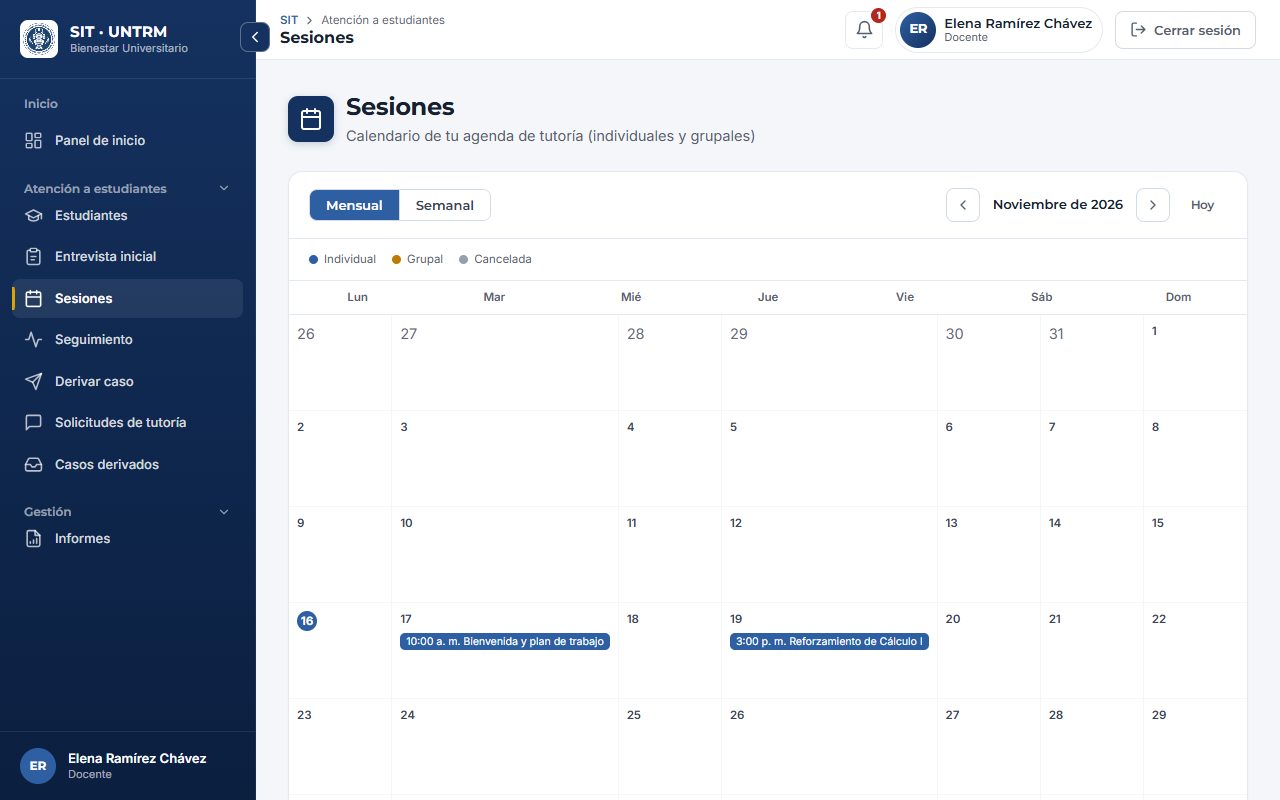 SIT · UNTRM
Bienestar Universitario
Inicio
Panel de inicio
Atención a estudiantes
Estudiantes
Entrevista inicial
Sesiones
Seguimiento
Derivar caso
Solicitudes de tutoría
Casos derivados
Gestión
Informes
ER
Elena Ramírez Chávez
Docente
SIT > Atención a estudiantes
Sesiones
1
ER
Elena Ramírez Chávez
Docente
Cerrar sesión
Sesiones
Calendario de tu agenda de tutoría (individuales y grupales)
Mensual Semanal
Noviembre de 2026
Hoy
Individual Grupal Cancelada
Lun Mar Mié Jue Vie Sáb Dom
26 27 28 29 30 31 1
2 3 4 5 6 7 8
9 10 11 12 13 14 15
16 17 18 19 20 21 22
10:00 a. m. Bienvenida y plan de trabajo
3:00 p. m. Reforzamiento de Cálculo I
23 24 25 26 27 28 29